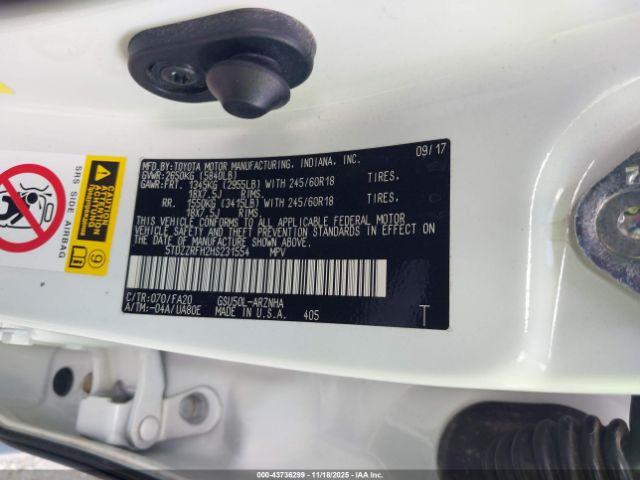 MFD.BY:TOYOTA MOTOR MANUFACTURING, INDIANA, INC. 09/17
GVWR:2650KG (5840LB)
GAWR:FRT. 1345KG (2955LB) WITH 245/60R18 TIRES.
18X7.5J RIMS.
RR. 1550KG (3415LB) WITH 245/60R18 TIRES.
18X7.5J RIMS
THIS VEHICLE CONFORMS TO ALL APPLICABLE FEDERAL MOTOR
VEHICLE SAFETY AND THEFT PREVENTION STANDARDS IN EFFECT
ON THE DATE OF MANUFACTURE SHOWN ABOVE.
5TDZZRFH2HS231554 MPV
C/TR:070/FA20 GSU50L-ARZNHA
A/TM:-04A/UA80E MADE IN U.S.A. 405 T
SRS SIDE AIRBAG
9
000-43736299 - 11/18/2025 - IAAI.COM